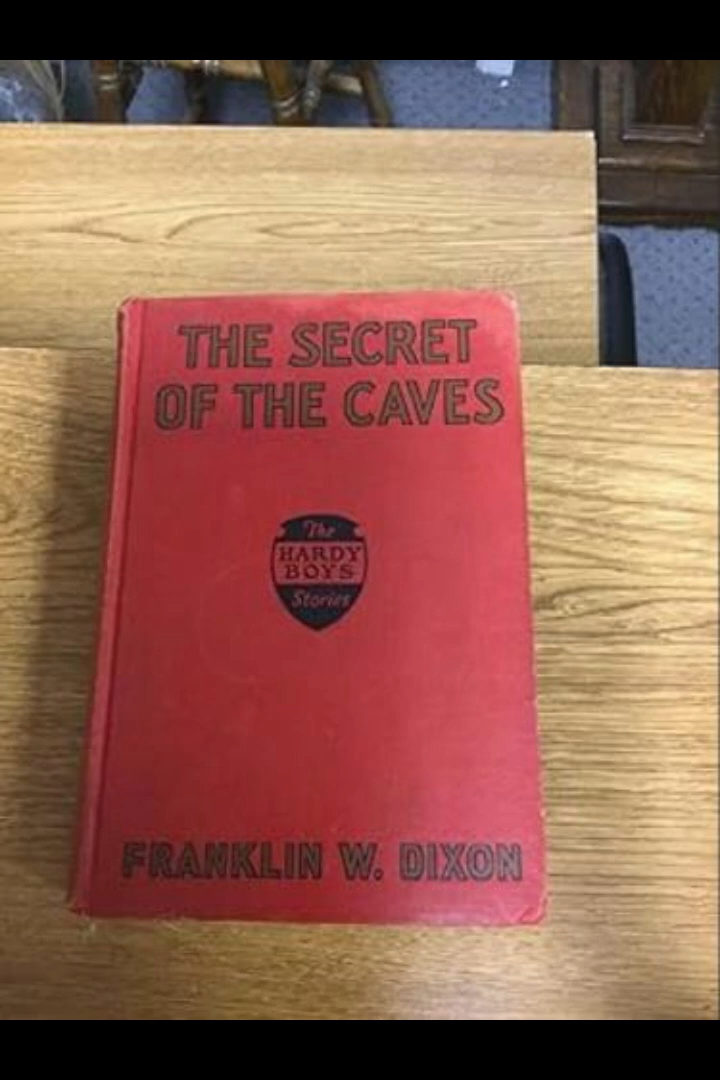 THE SECRET
OF THE CAVES
The
HARDY
BOYS
Stories
FRANKLIN W. DIXON